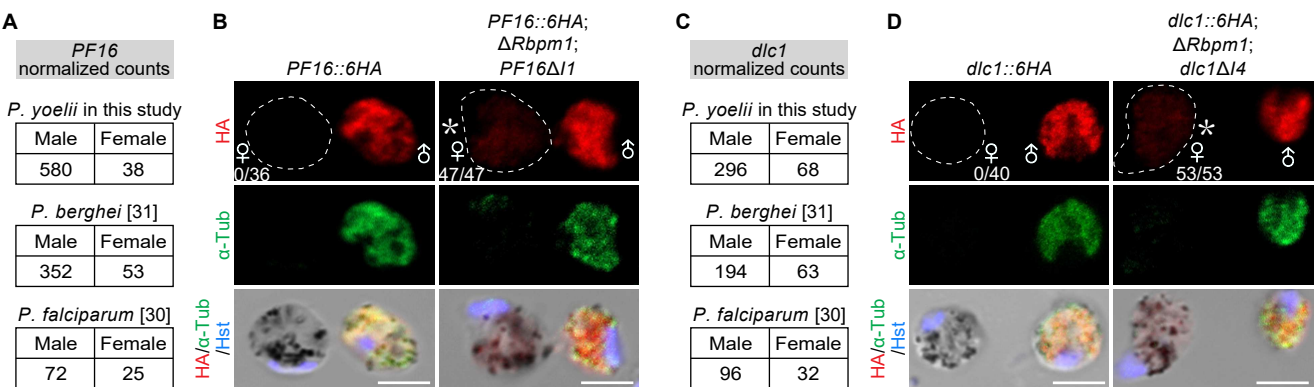 A
PF16
normalized counts
P. yoelii in this study
Male Female
580 38
P. berghei [31]
Male Female
352 53
P. falciparum [30]
Male Female
72 25
B
PF16::6HA
PF16::6HA;
ΔRbpm1;
PF16ΔI1
HA
♀
0/36
♂
*
♀
47/47
♂
α-Tub
HA/α-Tub
/Hst
C
dlc1
normalized counts
P. yoelii in this study
Male Female
296 68
P. berghei [31]
Male Female
194 63
P. falciparum [30]
Male Female
96 32
D
dlc1::6HA
dlc1::6HA;
ΔRbpm1;
dlc1ΔI4
HA
♀
0/40
♂
*
♀
53/53
♂
α-Tub
HA/α-Tub
/Hst